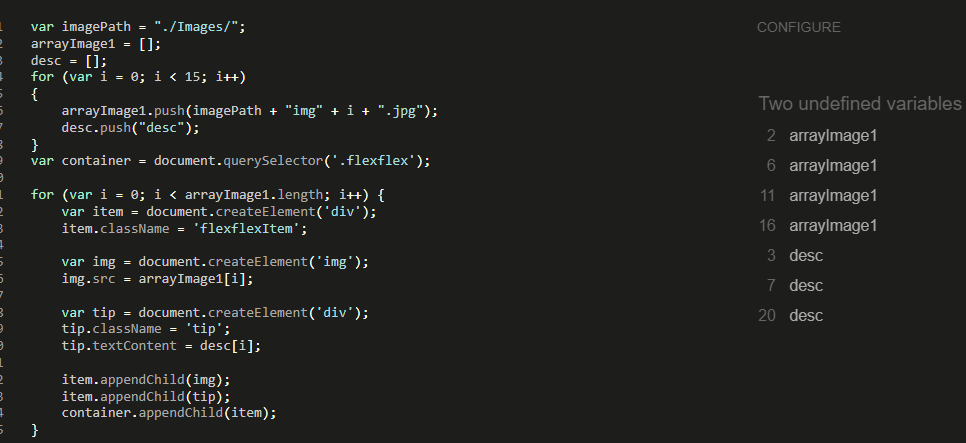 var imagePath = "./Images/";
arrayImage1 = [];
desc = [];
for (var i = 0; i < 15; i++)
{
    arrayImage1.push(imagePath + "img" + i + ".jpg");
    desc.push("desc");
}
var container = document.querySelector('.flexflex');

for (var i = 0; i < arrayImage1.length; i++) {
    var item = document.createElement('div');
    item.className = 'flexflexItem';

    var img = document.createElement('img');
    img.src = arrayImage1[i];

    var tip = document.createElement('div');
    tip.className = 'tip';
    tip.textContent = desc[i];

    item.appendChild(img);
    item.appendChild(tip);
    container.appendChild(item);
}
CONFIGURE
Two undefined variables
2 arrayImage1
6 arrayImage1
11 arrayImage1
16 arrayImage1
3 desc
7 desc
20 desc